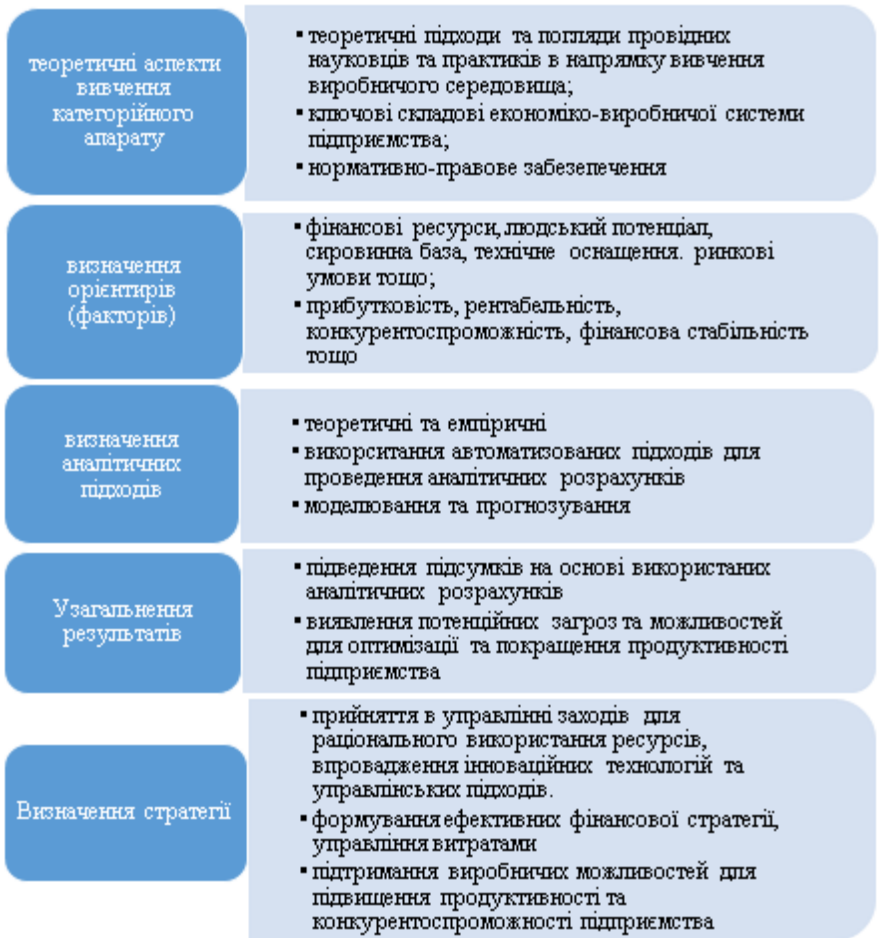 теоретичні аспекти
вивчення
категорійного
апарату
▪ теоретичні підходи та погляди провідних
науковців та практиків в напрямку вивчення
виробничого середовища;
▪ ключові складові економіко-виробничої системи
підприємства;
▪ нормативно-правове забезепечення
визначення
орієнтирів
(факторів)
▪ фінансові ресурси, людський потенціал,
сировинна база, технічне оснащення. ринкові
умови тощо;
▪ прибутковість, рентабельність,
конкурентоспроможність, фінансова стабільність
тощо
визначення
аналітичних
підходів
▪ теоретичні та емпіричні
▪ викорситання автоматизованих підходів для
проведення аналітичних розрахунків
▪ моделювання та прогнозування
Узагальнення
результатів
▪ підведення підсумків на основі використаних
аналітичних розрахунків
▪ виявлення потенційних загроз та можливостей
для оптимізації та покращення продуктивності
підприємства
Визначення стратегії
▪ прийняття в управлінні заходів для
раціонального використання ресурсів,
впровадження інноваційних технологій та
управлінських підходів.
▪ формування ефективних фінансової стратегії,
управління витратами
▪ підтримання виробничих можливостей для
підвищення продуктивності та
конкурентоспроможності підприємства